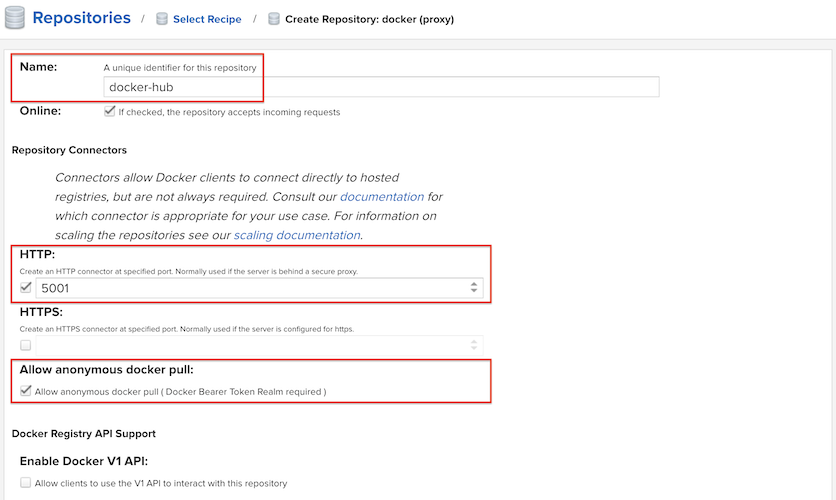 Repositories / Select Recipe / Create Repository: docker (proxy)
Name: A unique identifier for this repository
docker-hub
Online: If checked, the repository accepts incoming requests
Repository Connectors
Connectors allow Docker clients to connect directly to hosted
registries, but are not always required. Consult our documentation for
which connector is appropriate for your use case. For information on
scaling the repositories see our scaling documentation.
HTTP:
Create an HTTP connector at specified port. Normally used if the server is behind a secure proxy.
5001
HTTPS:
Create an HTTPS connector at specified port. Normally used if the server is configured for https.
Allow anonymous docker pull:
Allow anonymous docker pull ( Docker Bearer Token Realm required )
Docker Registry API Support
Enable Docker V1 API:
Allow clients to use the V1 API to interact with this repository